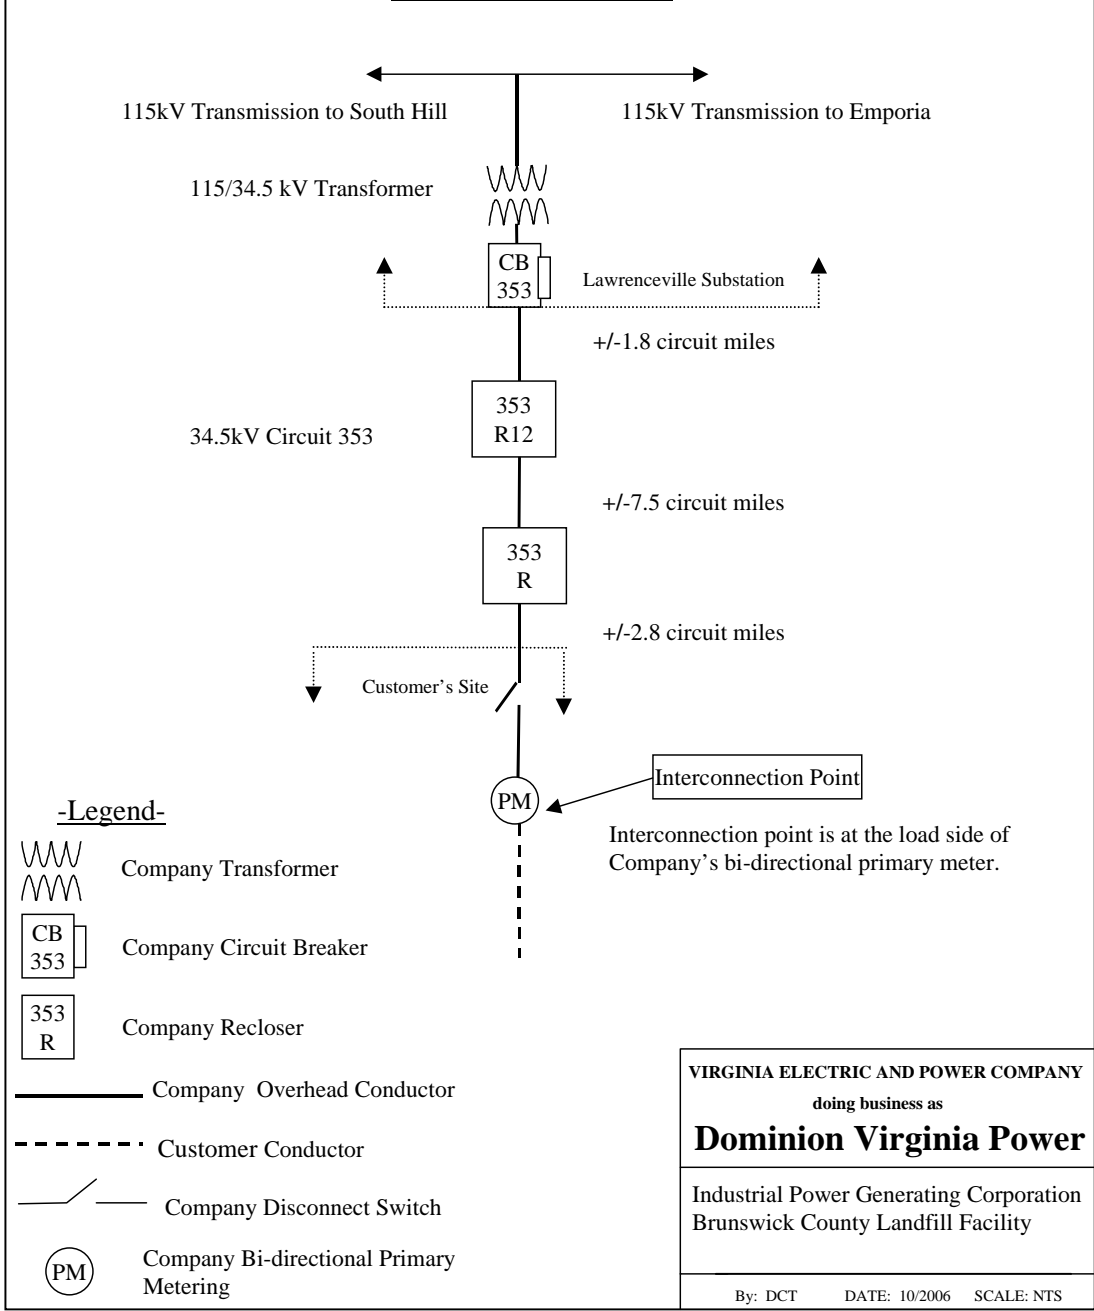 115kV Transmission to South Hill
115kV Transmission to Emporia
115/34.5 kV Transformer
CB
353
Lawrenceville Substation
+/-1.8 circuit miles
353
R12
34.5kV Circuit 353
+/-7.5 circuit miles
353
R
+/-2.8 circuit miles
Customer’s Site
Interconnection Point
PM
Interconnection point is at the load side of
Company’s bi-directional primary meter.
-Legend-
Company Transformer
CB
353
Company Circuit Breaker
353
R
Company Recloser
Company Overhead Conductor
Customer Conductor
Company Disconnect Switch
PM
Company Bi-directional Primary
Metering
VIRGINIA ELECTRIC AND POWER COMPANY
doing business as
Dominion Virginia Power
Industrial Power Generating Corporation
Brunswick County Landfill Facility
By: DCT DATE: 10/2006 SCALE: NTS